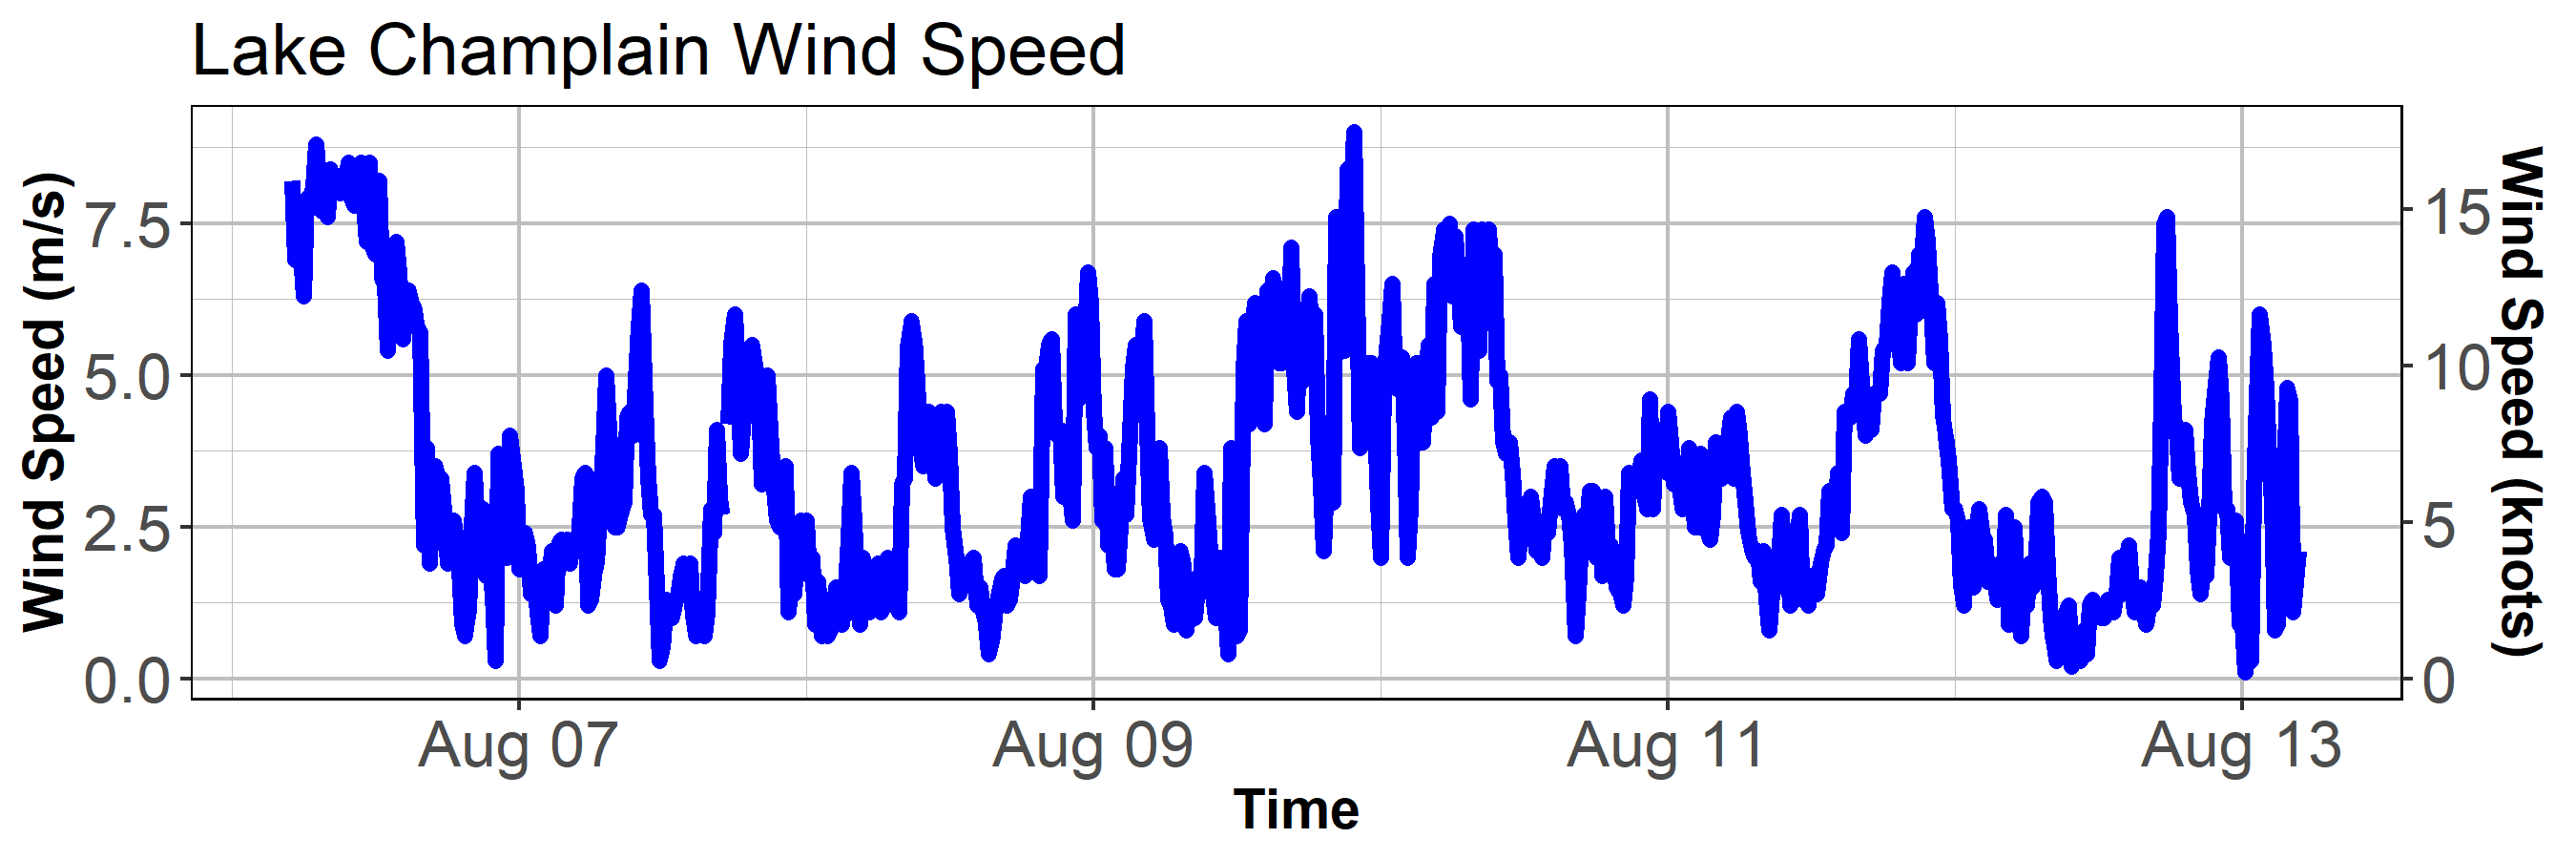 Lake Champlain Wind Speed
Wind Speed (m/s)
7.5
5.0
2.5
0.0
15
10
5
0
Wind Speed (knots)
Aug 07 Aug 09 Aug 11 Aug 13
Time